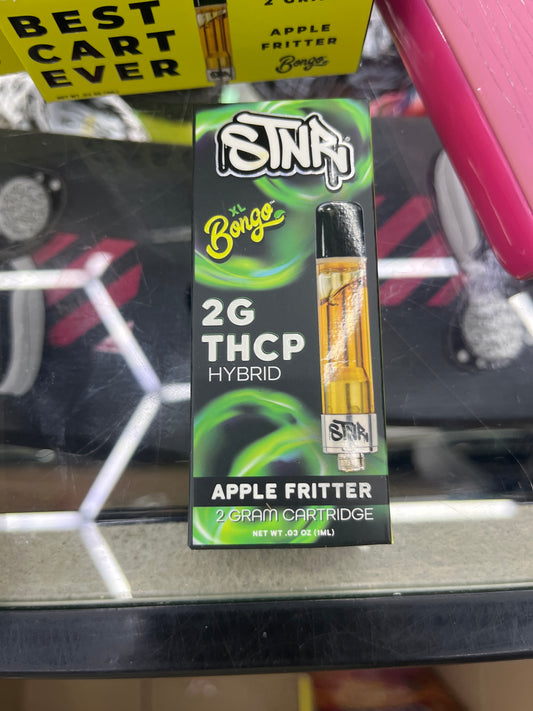 BEST
CART
EVER
2 GRAM
APPLE
FRITTER
Bongo
STNR
XL
Bongo
2G
THCP
HYBRID
STNR
APPLE FRITTER
2 GRAM CARTRIDGE
NET WT .03 OZ (1ML)